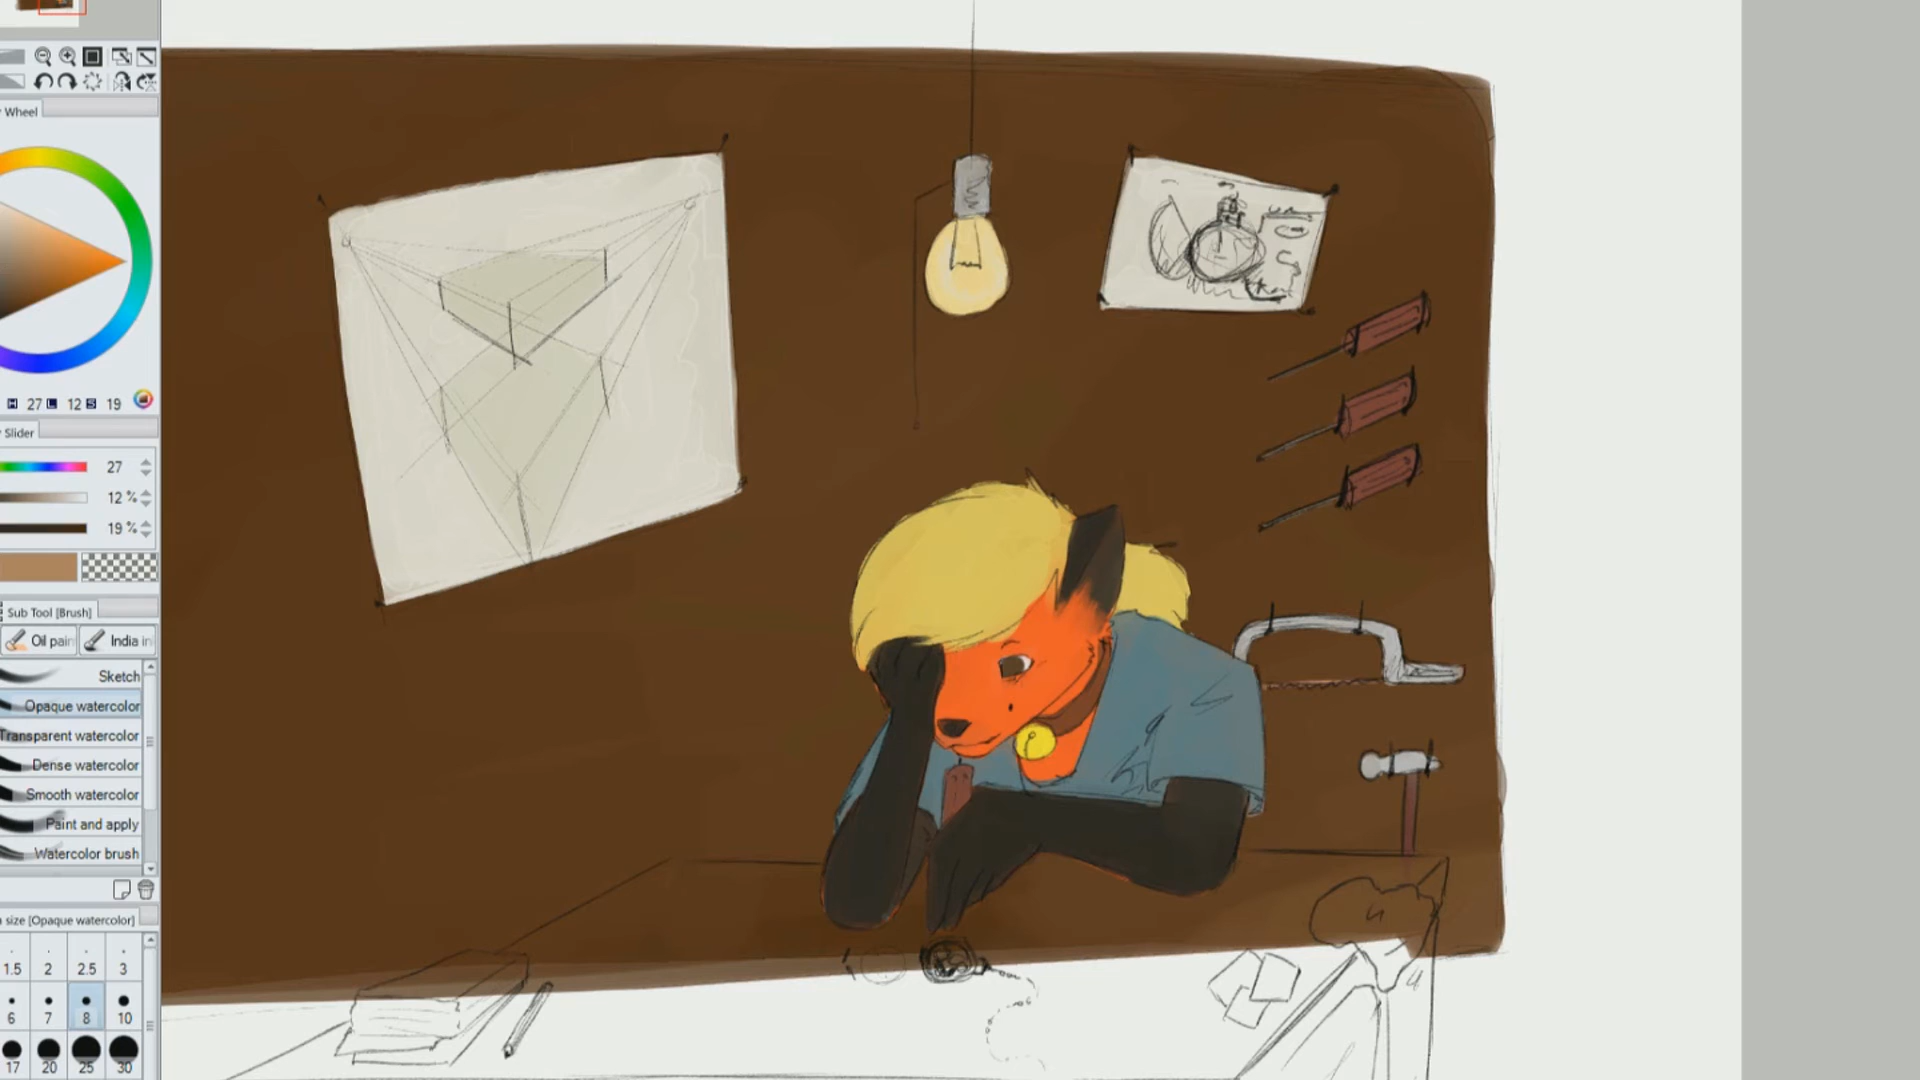 Wheel
H 27 L 12 S 19
Slider
27
12 %
19 %
Sub Tool [Brush]
Oil pain
India in
Sketch
Opaque watercolor
Transparent watercolor
Dense watercolor
Smooth watercolor
Paint and apply
Watercolor brush
size [Opaque watercolor]
1.5 2 2.5 3
6 7 8 10
17 20 25 30